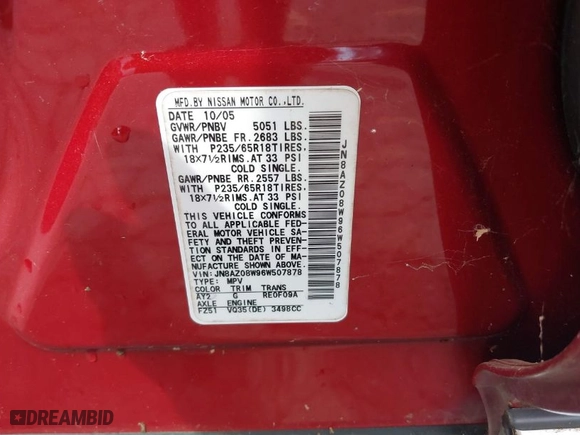 MFD.BY NISSAN MOTOR CO.,LTD.
DATE 10/05
GVWR/PNBV 5051 LBS.
GAWR/PNBE FR. 2683 LBS.
WITH P235/65R18TIRES.
18X7½RIMS.AT 33 PSI
COLD SINGLE.
GAWR/PNBE RR. 2557 LBS.
WITH P235/65R18TIRES.
18X7½RIMS.AT 33 PSI
COLD SINGLE.
THIS VEHICLE CONFORMS
TO ALL APPLICABLE FED-
ERAL MOTOR VEHICLE SA-
FETY AND THEFT PREVEN-
TION STANDARDS IN EFF-
ECT ON THE DATE OF MA-
NUFACTURE SHOWN ABOVE.
VIN:JN8AZ08W96W507878
TYPE: MPV
COLOR TRIM TRANS
AY2 G RE0F09A
AXLE ENGINE
FZ51 VQ35(DE) 3498CC
JN8AZ08W96W507878
DREAMBID